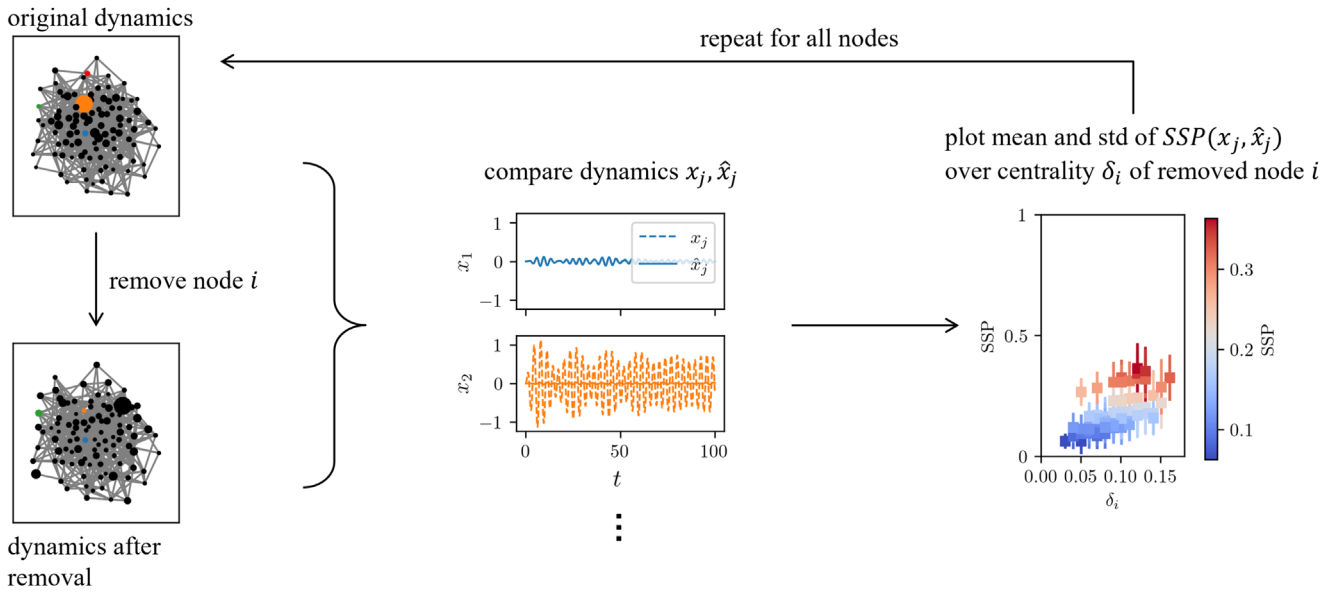 original dynamics
repeat for all nodes
remove node i
dynamics after
removal
compare dynamics x_j, x̂_j
1
0
−1
x_1
x_j
x̂_j
1
0
−1
x_2
0
50
100
t
⋮
plot mean and std of SSP(x_j, x̂_j)
over centrality δ_i of removed node i
1
0.5
0
SSP
0.00 0.05 0.10 0.15
δ_i
0.3
0.2
0.1
SSP